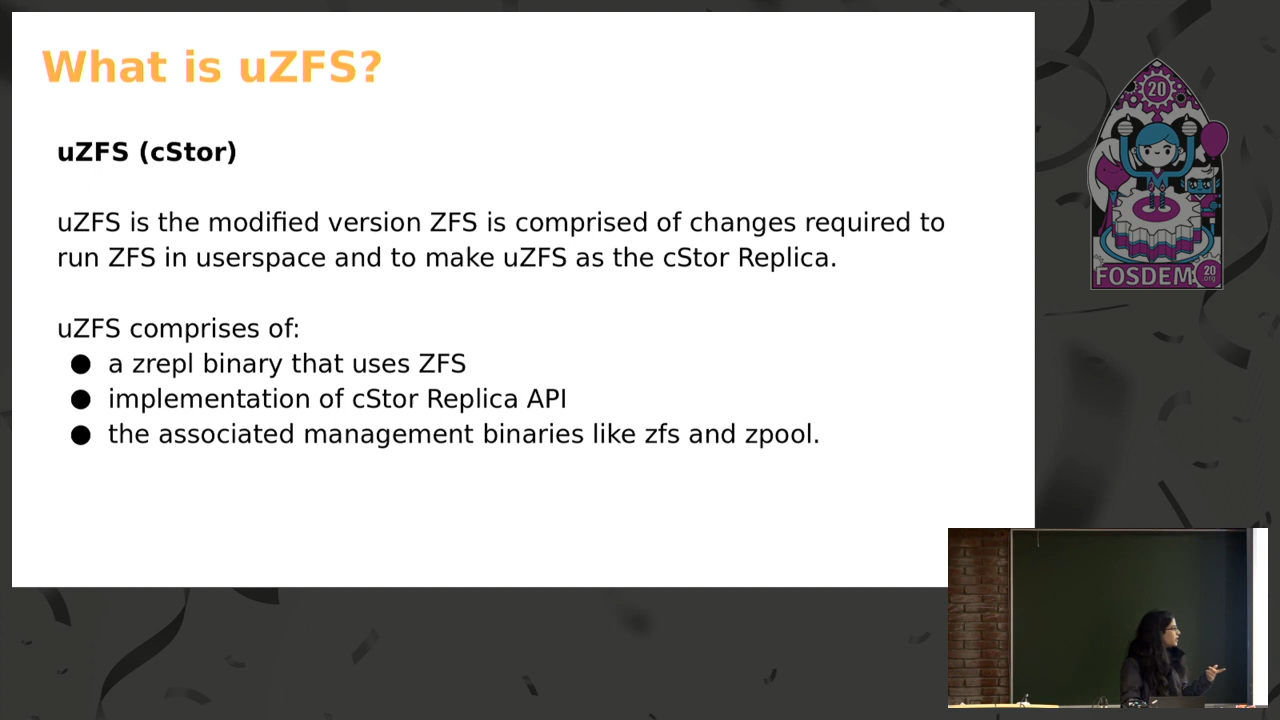 What is uZFS?
uZFS (cStor)
uZFS is the modified version ZFS is comprised of changes required to
run ZFS in userspace and to make uZFS as the cStor Replica.
uZFS comprises of:
● a zrepl binary that uses ZFS
● implementation of cStor Replica API
● the associated management binaries like zfs and zpool.
20
FOSDEM
20
.org